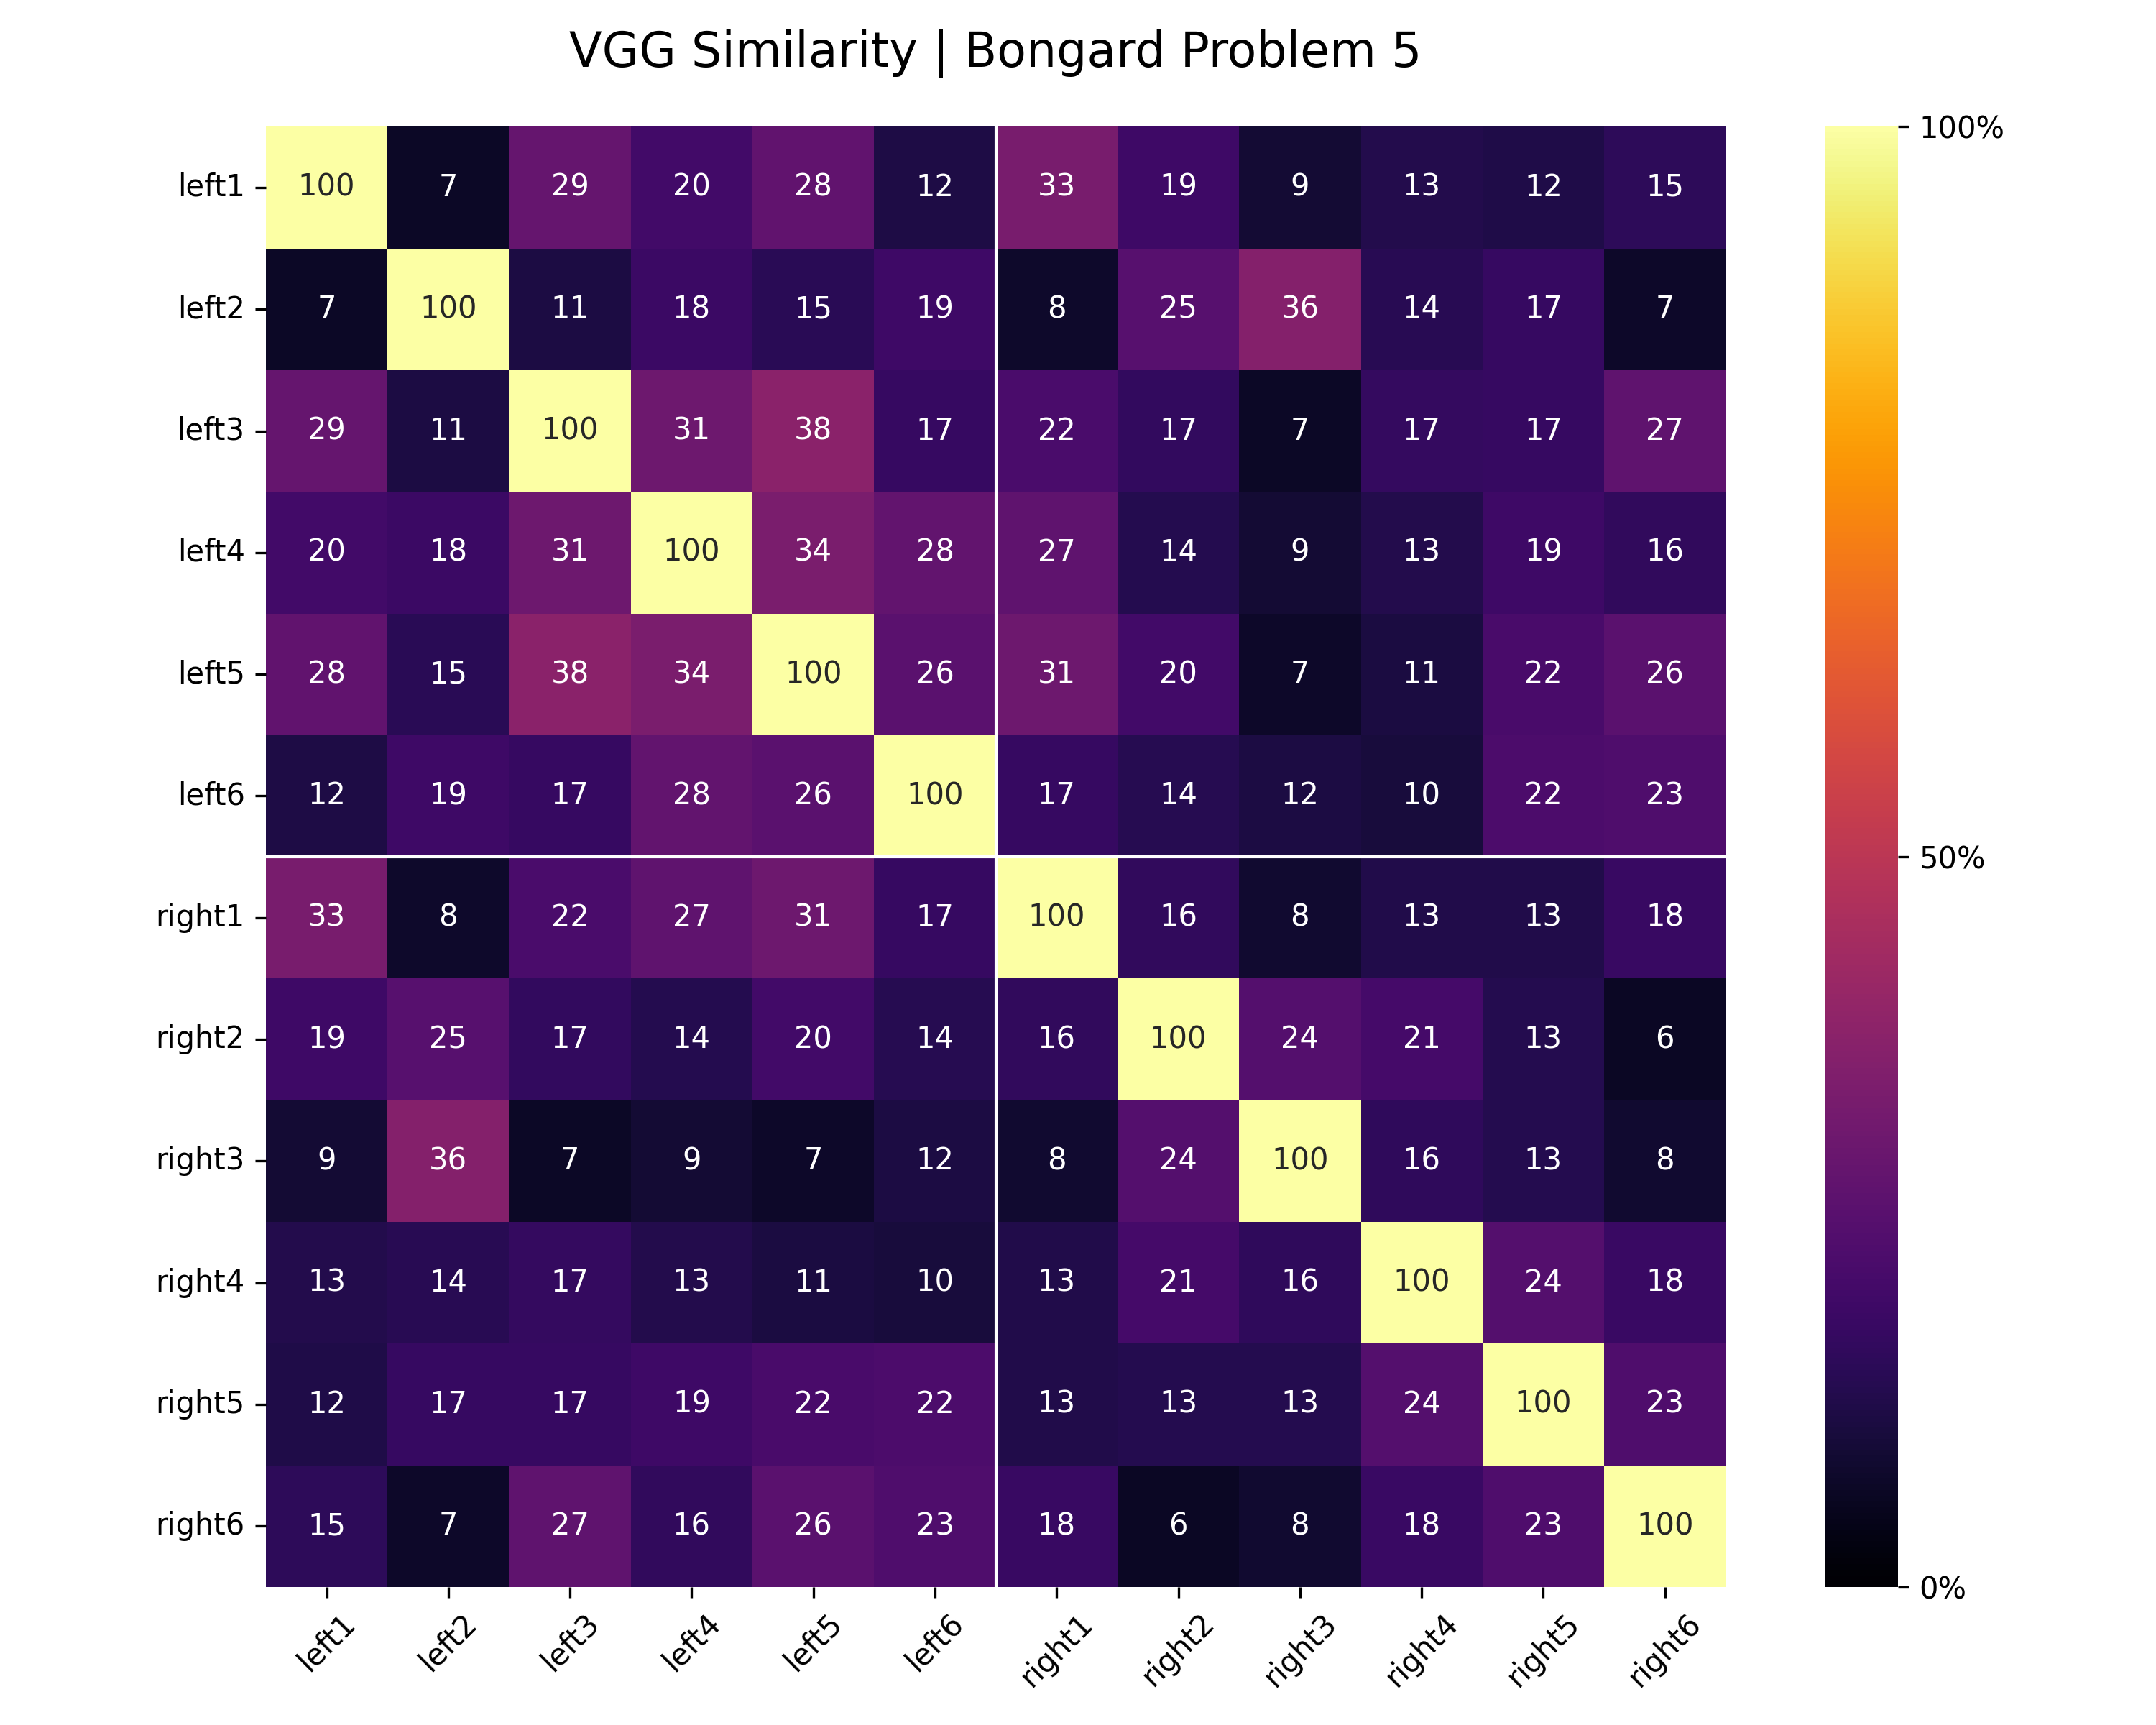 VGG Similarity | Bongard Problem 5
left1 100 7 29 20 28 12 33 19 9 13 12 15
left2 7 100 11 18 15 19 8 25 36 14 17 7
left3 29 11 100 31 38 17 22 17 7 17 17 27
left4 20 18 31 100 34 28 27 14 9 13 19 16
left5 28 15 38 34 100 26 31 20 7 11 22 26
left6 12 19 17 28 26 100 17 14 12 10 22 23
right1 33 8 22 27 31 17 100 16 8 13 13 18
right2 19 25 17 14 20 14 16 100 24 21 13 6
right3 9 36 7 9 7 12 8 24 100 16 13 8
right4 13 14 17 13 11 10 13 21 16 100 24 18
right5 12 17 17 19 22 22 13 13 13 24 100 23
right6 15 7 27 16 26 23 18 6 8 18 23 100
left1 left2 left3 left4 left5 left6 right1 right2 right3 right4 right5 right6
100%
50%
0%